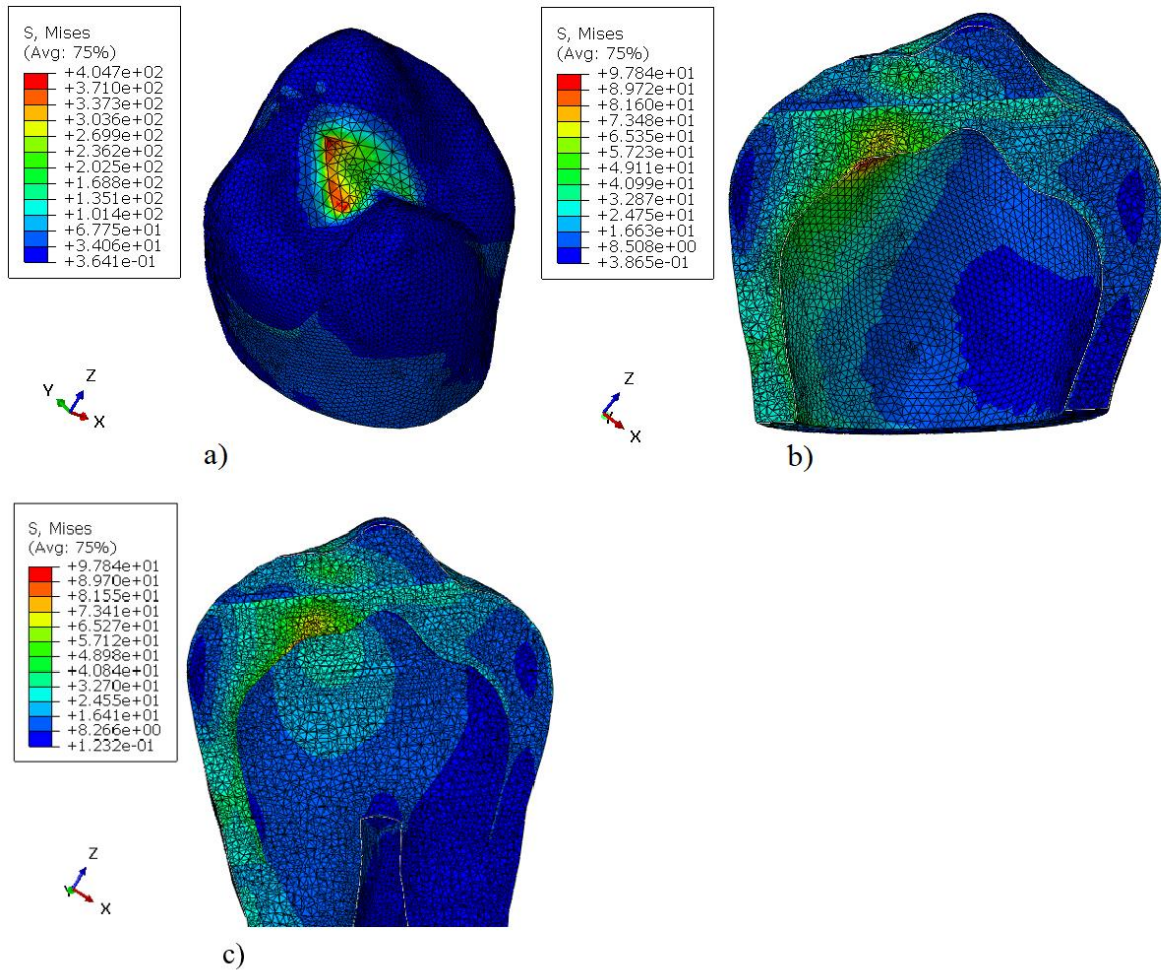 S, Mises
(Avg: 75%)
+4.047e+02
+3.710e+02
+3.373e+02
+3.036e+02
+2.699e+02
+2.362e+02
+2.025e+02
+1.688e+02
+1.351e+02
+1.014e+02
+6.775e+01
+3.406e+01
+3.641e-01
Y
Z
X
a)
S, Mises
(Avg: 75%)
+9.784e+01
+8.972e+01
+8.160e+01
+7.348e+01
+6.535e+01
+5.723e+01
+4.911e+01
+4.099e+01
+3.287e+01
+2.475e+01
+1.663e+01
+8.508e+00
+3.865e-01
Z
Y
X
b)
S, Mises
(Avg: 75%)
+9.784e+01
+8.970e+01
+8.155e+01
+7.341e+01
+6.527e+01
+5.712e+01
+4.898e+01
+4.084e+01
+3.270e+01
+2.455e+01
+1.641e+01
+8.266e+00
+1.232e-01
Z
Y
X
c)